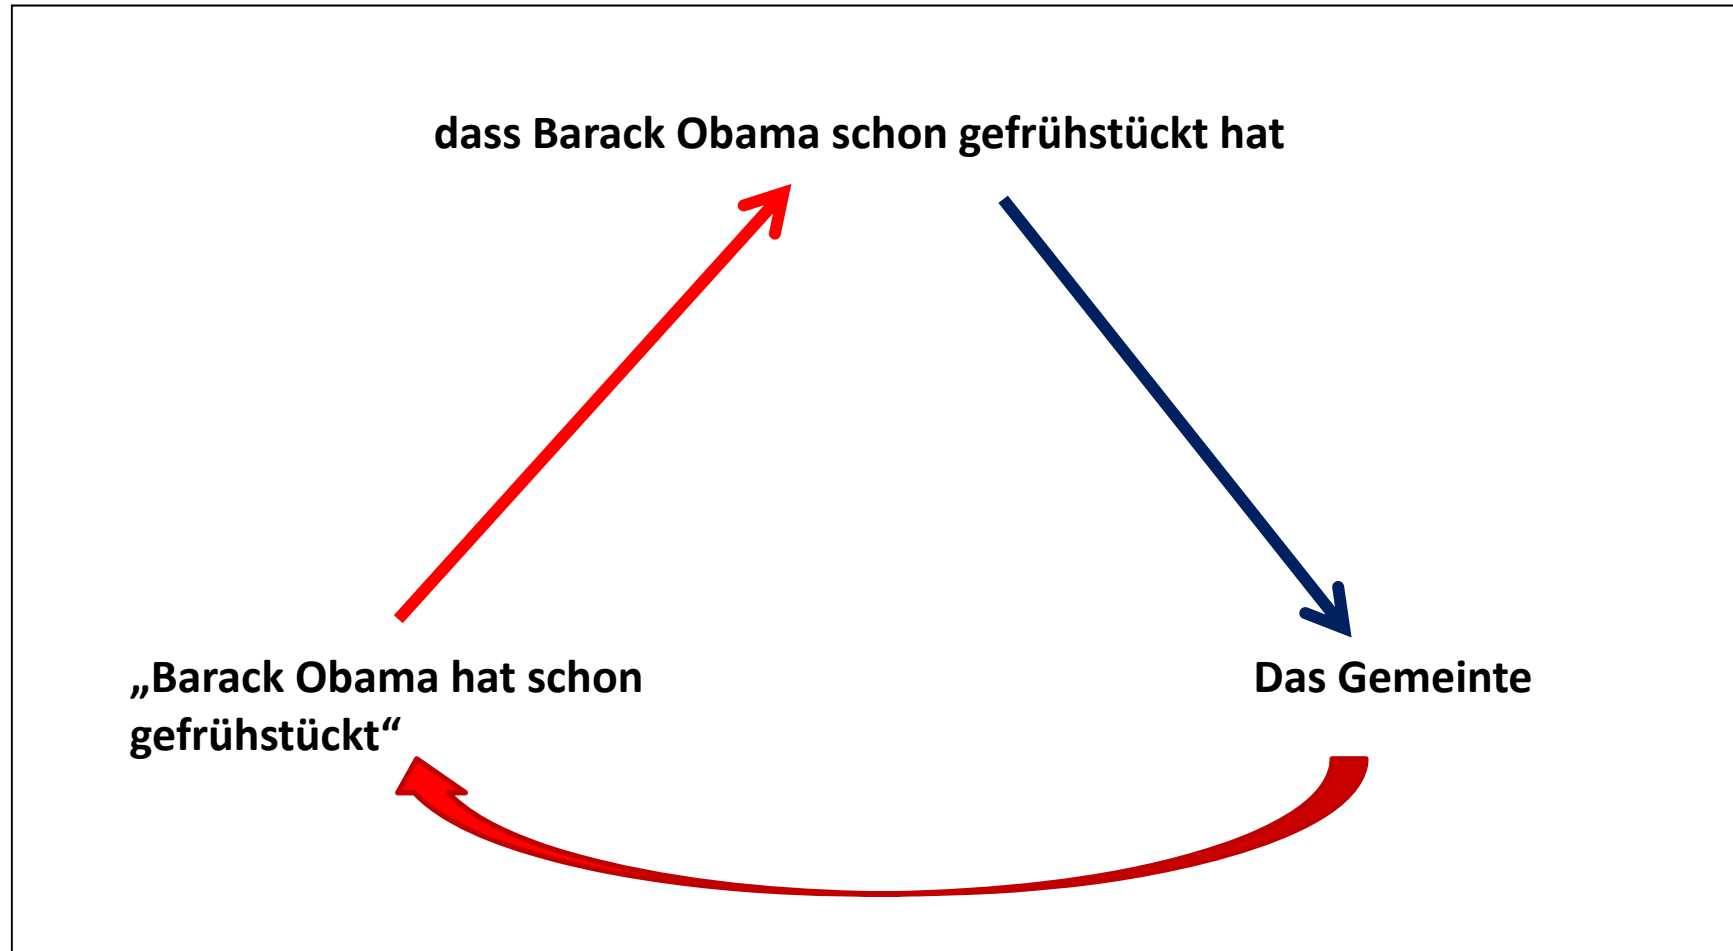 dass Barack Obama schon gefrühstückt hat
„Barack Obama hat schon
gefrühstückt“
Das Gemeinte